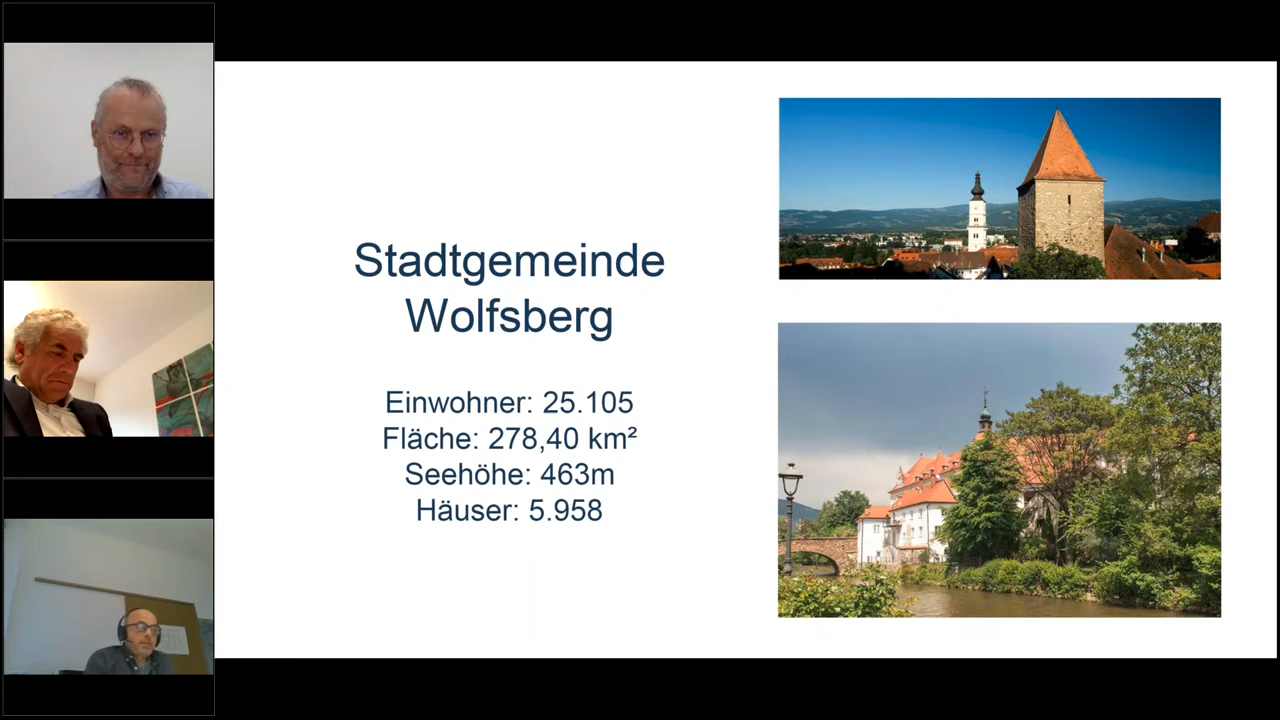 Stadtgemeinde
Wolfsberg
Einwohner: 25.105
Fläche: 278,40 km²
Seehöhe: 463m
Häuser: 5.958